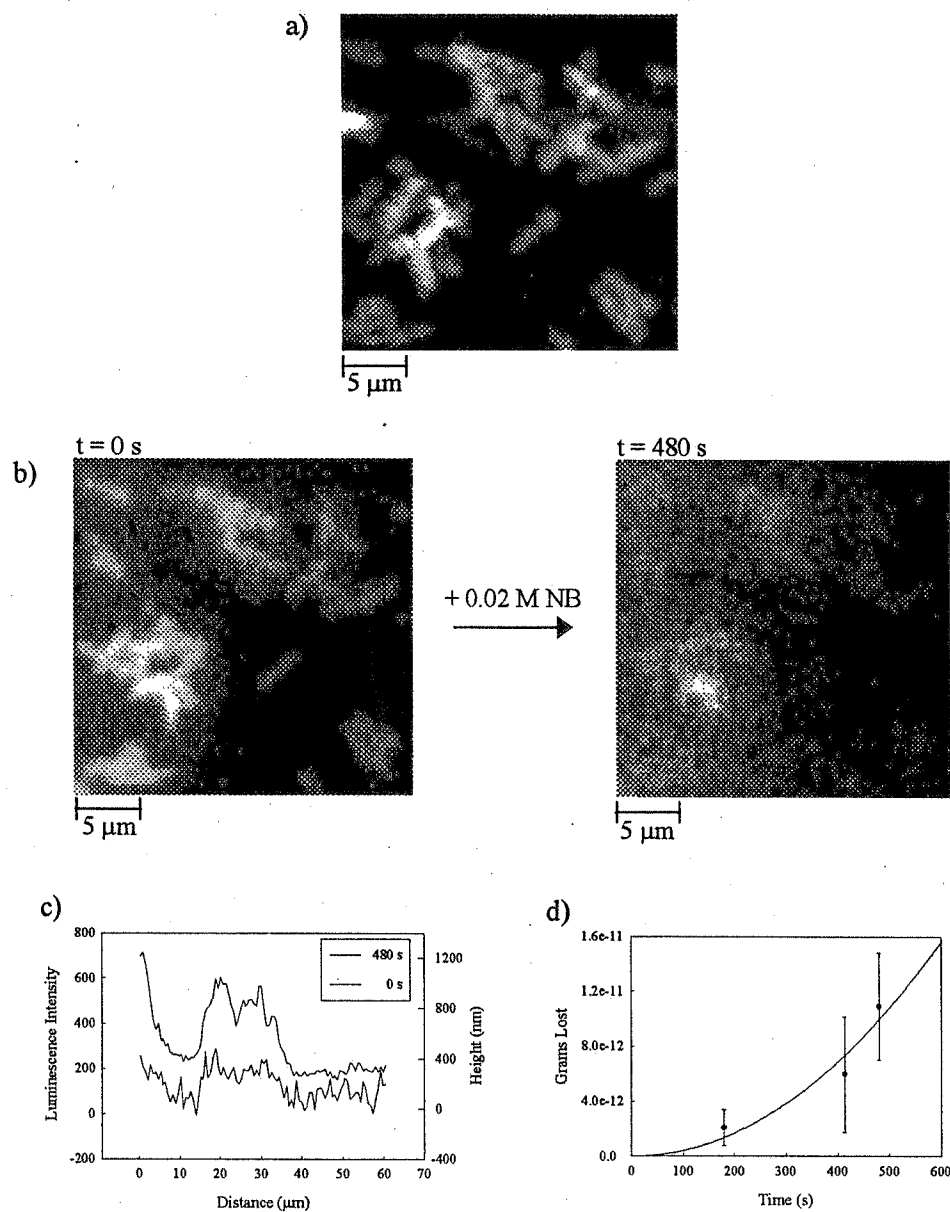 a)
5 µm
b)
t = 0 s
t = 480 s
+ 0.02 M NB
5 µm
5 µm
c)
d)
800
600
400
200
0
-200
Luminescence Intensity
480 s
0 s
1200
800
400
0
-400
Height (nm)
0 10 20 30 40 50 60 70
Distance (µm)
1.6e-11
1.2e-11
8.0e-12
4.0e-12
0.0
Grams Lost
0 100 200 300 400 500 600
Time (s)